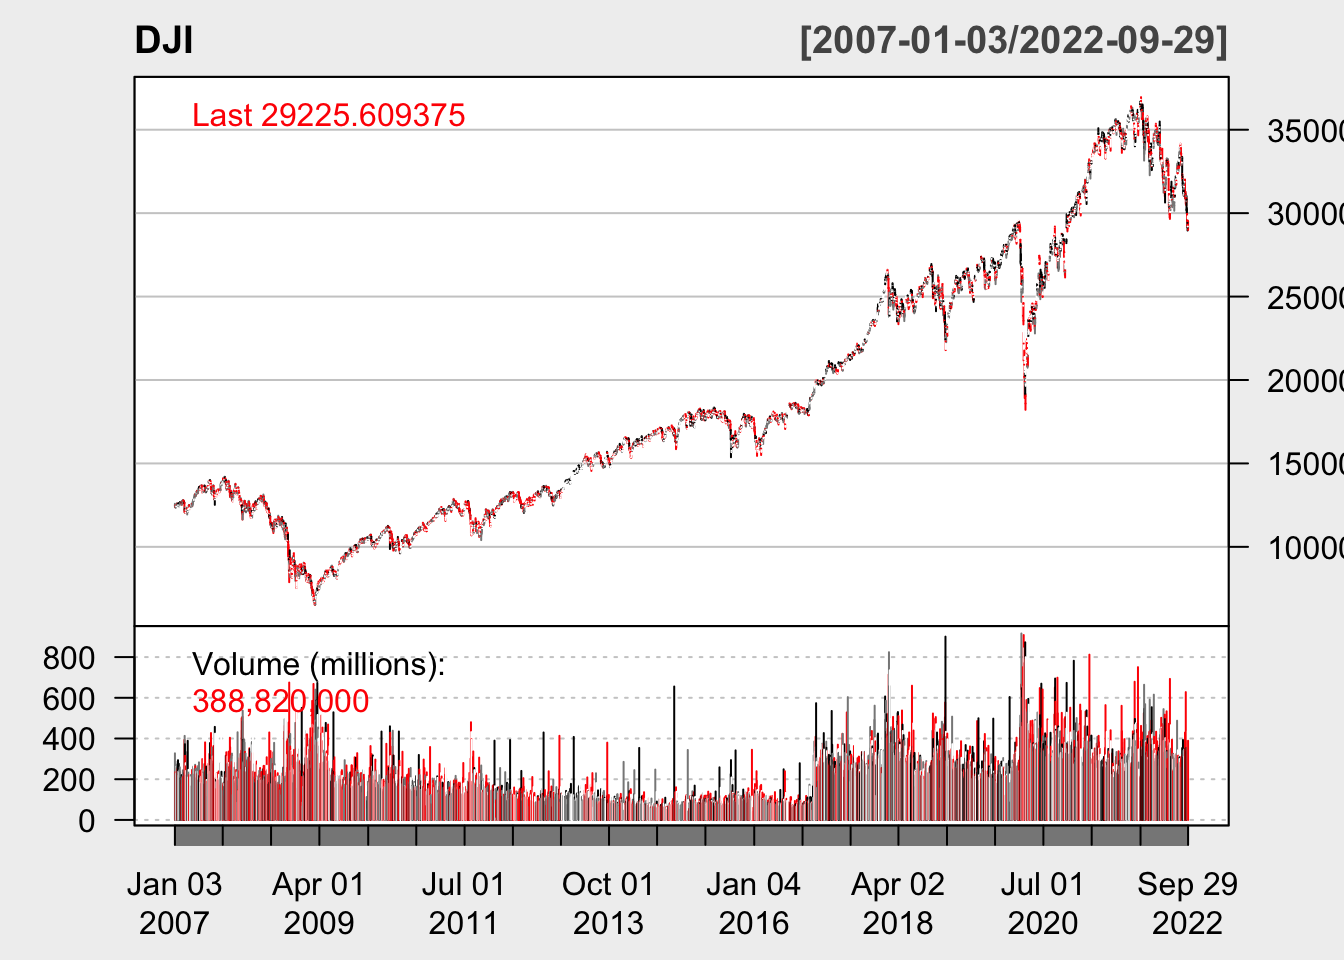 DJI
[2007-01-03/2022-09-29]
Last 29225.609375
35000
30000
25000
20000
15000
10000
Volume (millions):
388,820,000
800
600
400
200
0
Jan 03 2007
Apr 01 2009
Jul 01 2011
Oct 01 2013
Jan 04 2016
Apr 02 2018
Jul 01 2020
Sep 29 2022